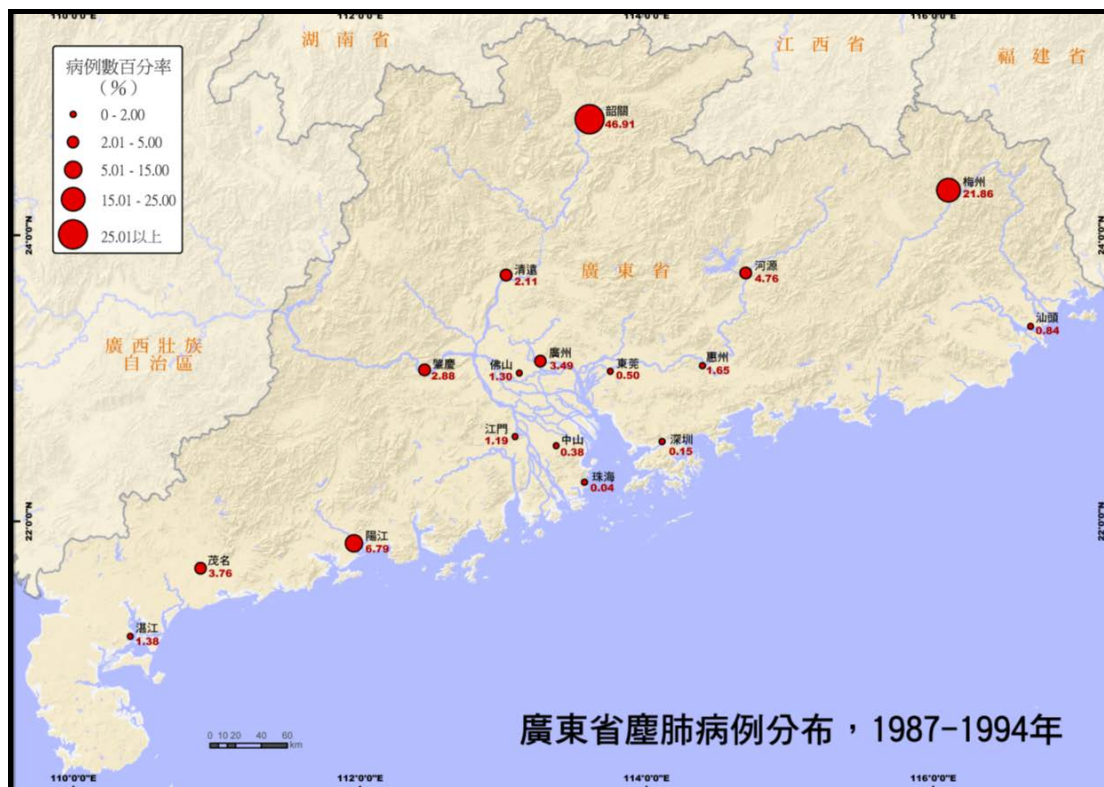 110°0'0"E
112°0'0"E
114°0'0"E
116°0'0"E
湖南省
江西省
福建省
病例數百分率
(%)
0 - 2.00
2.01 - 5.00
5.01 - 15.00
15.01 - 25.00
25.01以上
韶關
46.91
梅州
21.86
24°0'0"N
24°0'0"N
清遠
2.11
廣東省
河源
4.76
汕頭
0.84
廣西壯族
自治區
肇慶
2.88
佛山
1.30
廣州
3.49
東莞
0.50
惠州
1.65
江門
1.19
中山
0.38
深圳
0.15
珠海
0.04
22°0'0"N
22°0'0"N
陽江
6.79
茂名
3.76
湛江
1.38
0 10 20 40 60
km
廣東省塵肺病例分布,1987-1994年
110°0'0"E
112°0'0"E
114°0'0"E
116°0'0"E